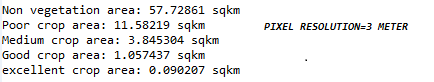 Non vegetation area: 57.72861 sqkm
Poor crop area: 11.58219 sqkm
PIXEL RESOLUTION=3 METER
Medium crop area: 3.845304 sqkm
Good crop area: 1.057437 sqkm
.
excellent crop area: 0.090207 sqkm